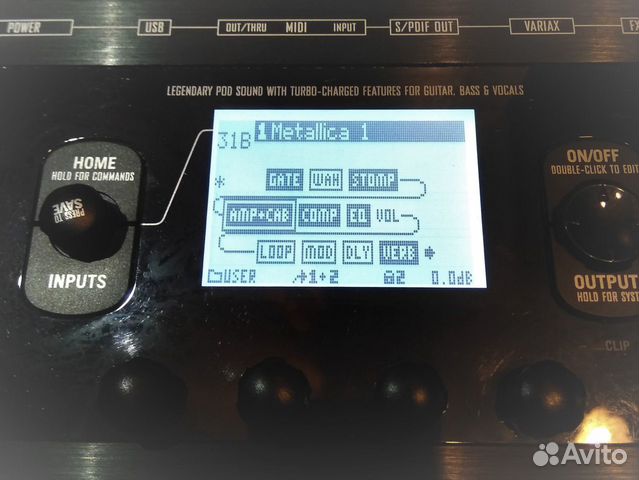 POWER USB OUT/THRU MIDI INPUT S/PDIF OUT VARIAX FX
LEGENDARY POD SOUND WITH TURBO-CHARGED FEATURES FOR GUITAR, BASS & VOCALS
31B 1 Metallica 1
HOME
HOLD FOR COMMANDS
PRESS TO SAVE
INPUTS
* GATE WAH STOMP
AMP+CAB COMP EQ VOL
LOOP MOD DLY VERB
USER 1+2 2 0.0dB
ON/OFF
DOUBLE-CLICK TO EDIT
OUTPUT
HOLD FOR SYST
CLIP
Avito